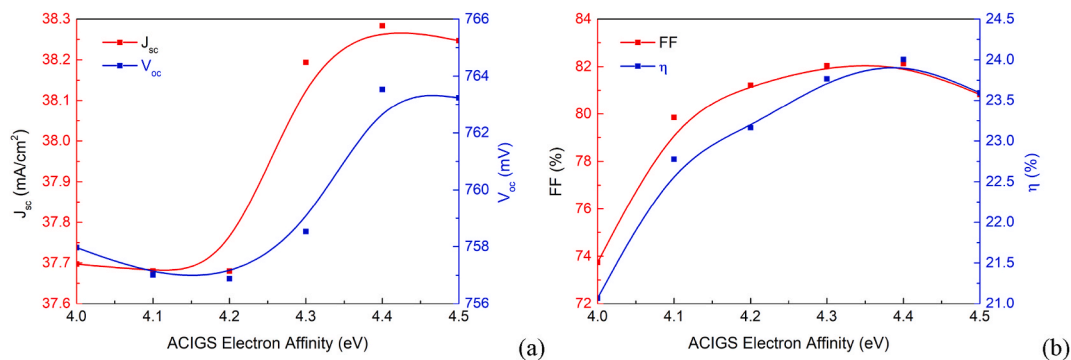 38.3
38.2
38.1
38.0
37.9
37.8
37.7
37.6
J_sc (mA/cm²)
J_sc
V_oc
766
764
762
760
758
756
V_oc (mV)
4.0 4.1 4.2 4.3 4.4 4.5
ACIGS Electron Affinity (eV)
(a)
84
82
80
78
76
74
72
FF (%)
FF
η
24.5
24.0
23.5
23.0
22.5
22.0
21.5
21.0
η (%)
4.0 4.1 4.2 4.3 4.4 4.5
ACIGS Electron Affinity (eV)
(b)